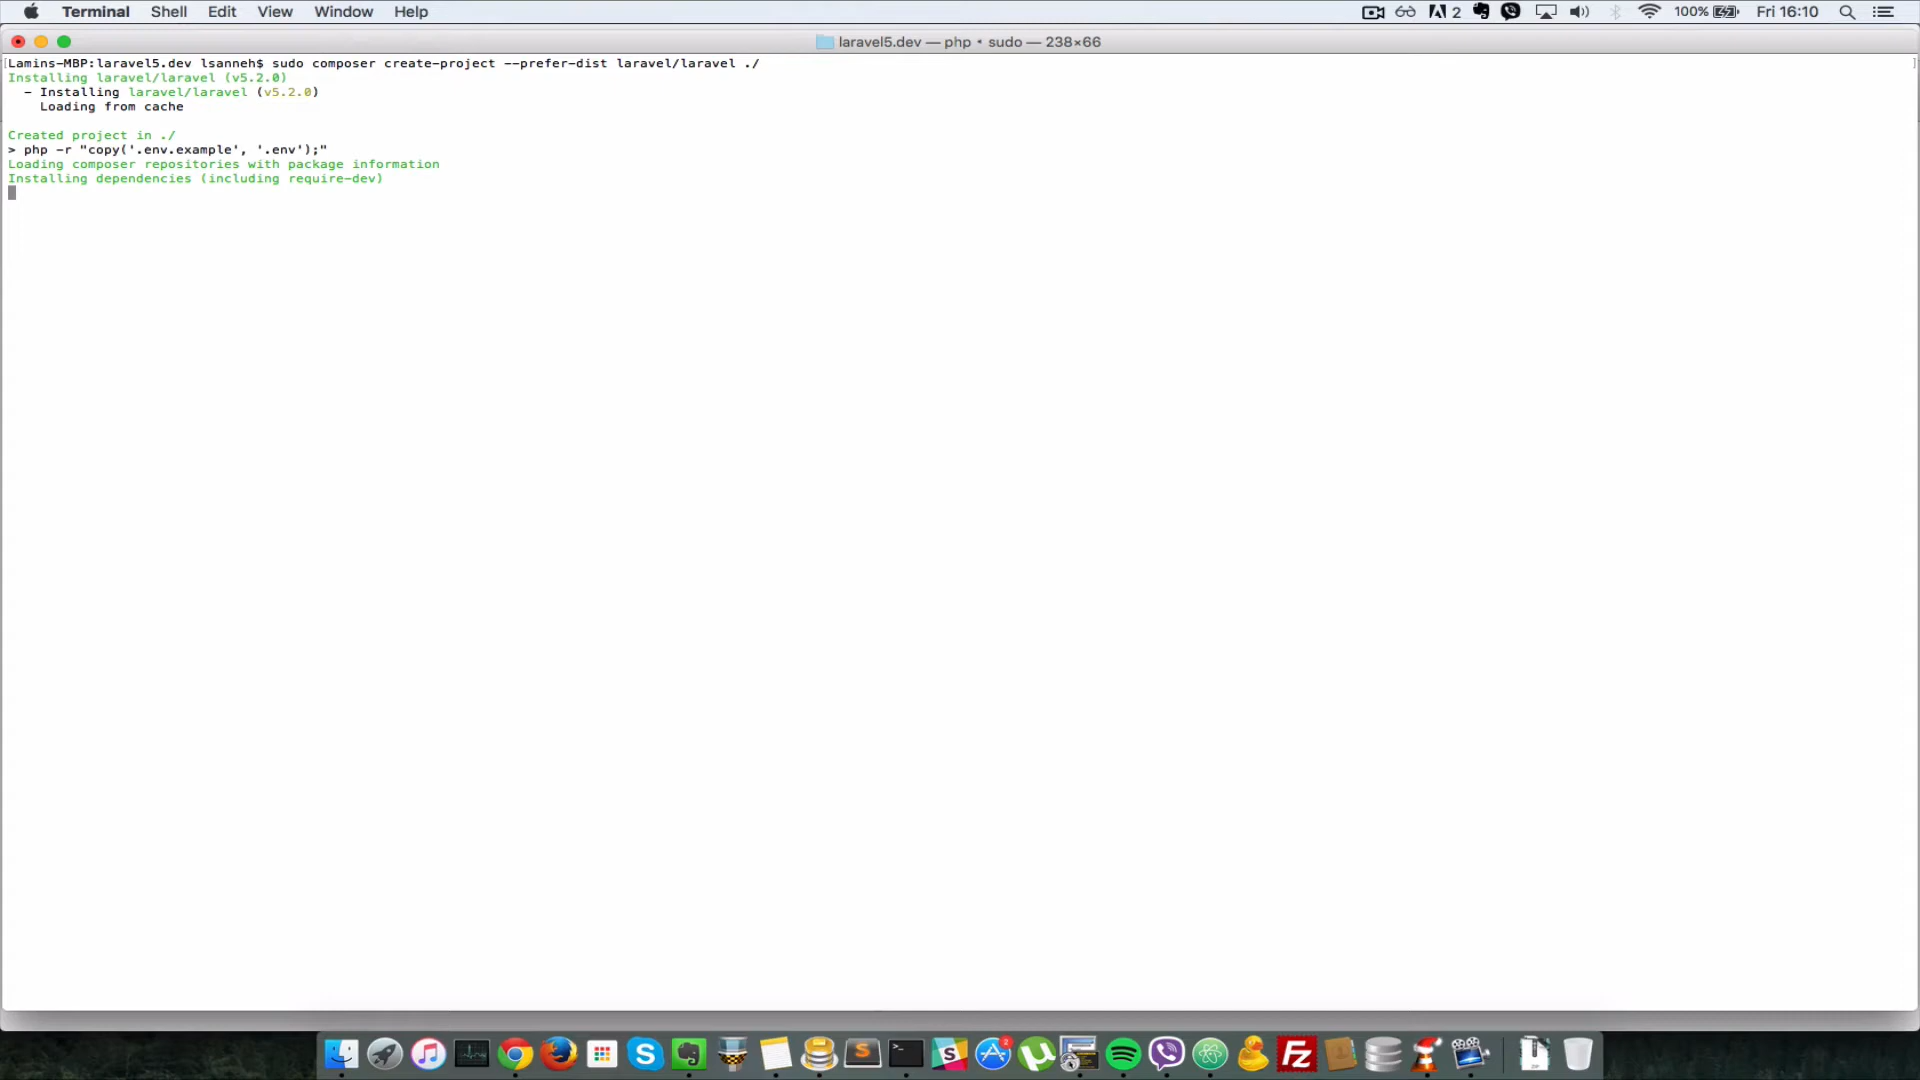 Terminal Shell Edit View Window Help 2 100% Fri 16:10
laravel5.dev — php • sudo — 238×66
Lamins-MBP:laravel5.dev lsanneh$ sudo composer create-project --prefer-dist laravel/laravel ./
Installing laravel/laravel (v5.2.0)
- Installing laravel/laravel (v5.2.0)
Loading from cache
Created project in ./
> php -r "copy('.env.example', '.env');"
Loading composer repositories with package information
Installing dependencies (including require-dev)